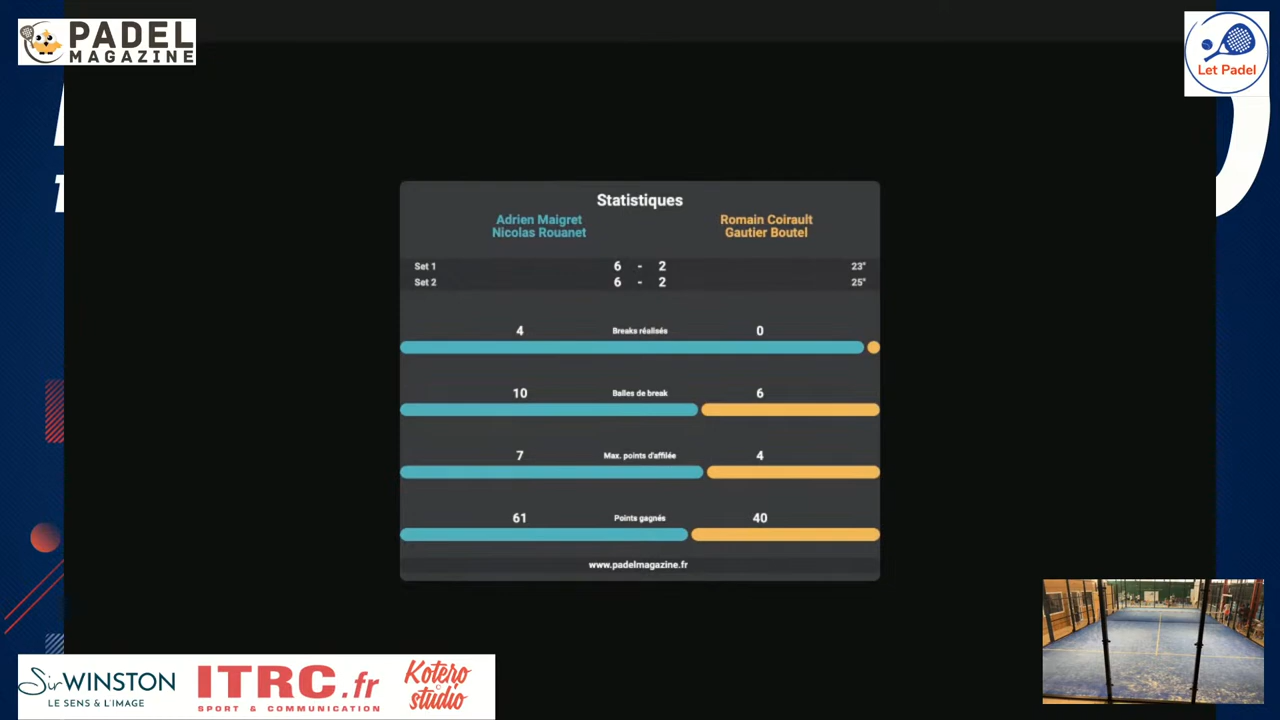 PADEL
MAGAZINE
Let Padel
Statistiques
Adrien Maigret
Nicolas Rouanet
Romain Coirault
Gautier Boutel
Set 1 6 - 2 23"
Set 2 6 - 2 25"
4 Breaks réalisés 0
10 Balles de break 6
7 Max. points d'affilée 4
61 Points gagnés 40
www.padelmagazine.fr
Sir WINSTON
LE SENS & L'IMAGE
ITRC.fr
SPORT & COMMUNICATION
Kotéro
studio